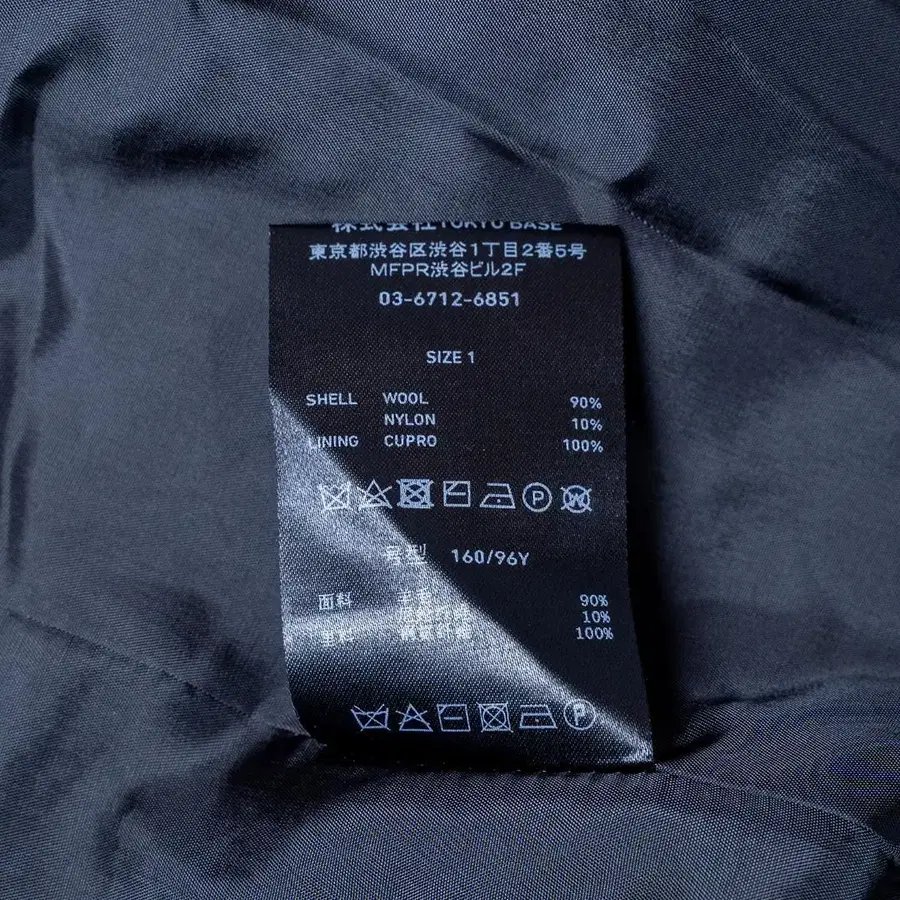 株式会社TOKYO BASE
東京都渋谷区渋谷1丁目2番5号
MFPR渋谷ビル2F
03-6712-6851
SIZE 1
SHELL WOOL 90%
NYLON 10%
LINING CUPRO 100%
P W
号型 160/96Y
面料 羊毛 90%
10%
里料 100%
P